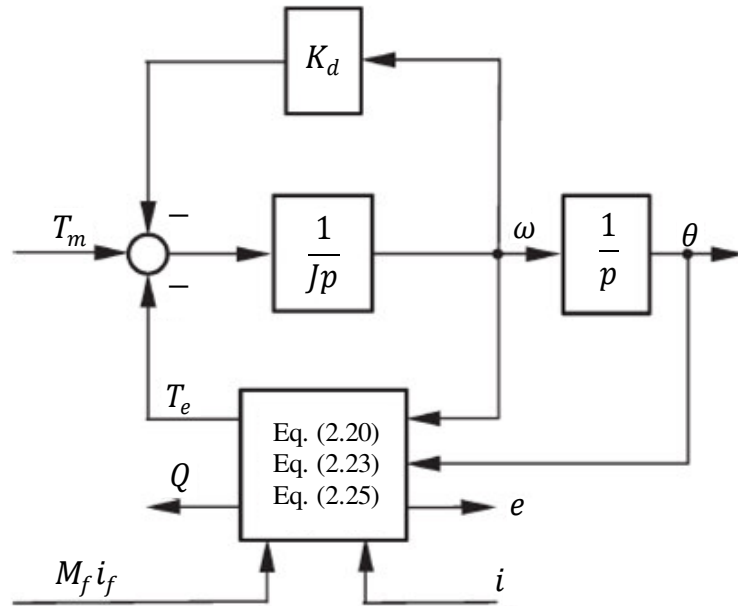 K_d
T_m
−
1
Jp
ω
1
p
θ
−
T_e
Eq. (2.20)
Eq. (2.23)
Eq. (2.25)
Q
e
M_f i_f
i